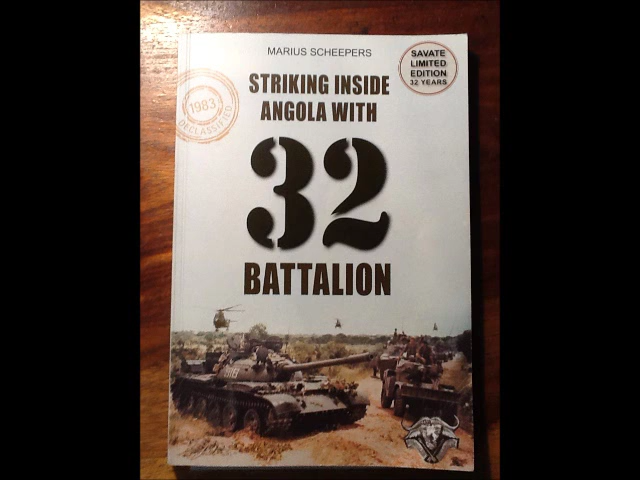 MARIUS SCHEEPERS
SAVATE
LIMITED
EDITION
32 YEARS
STRIKING INSIDE
ANGOLA WITH
1983
DECLASSIFIED
32
BATTALION